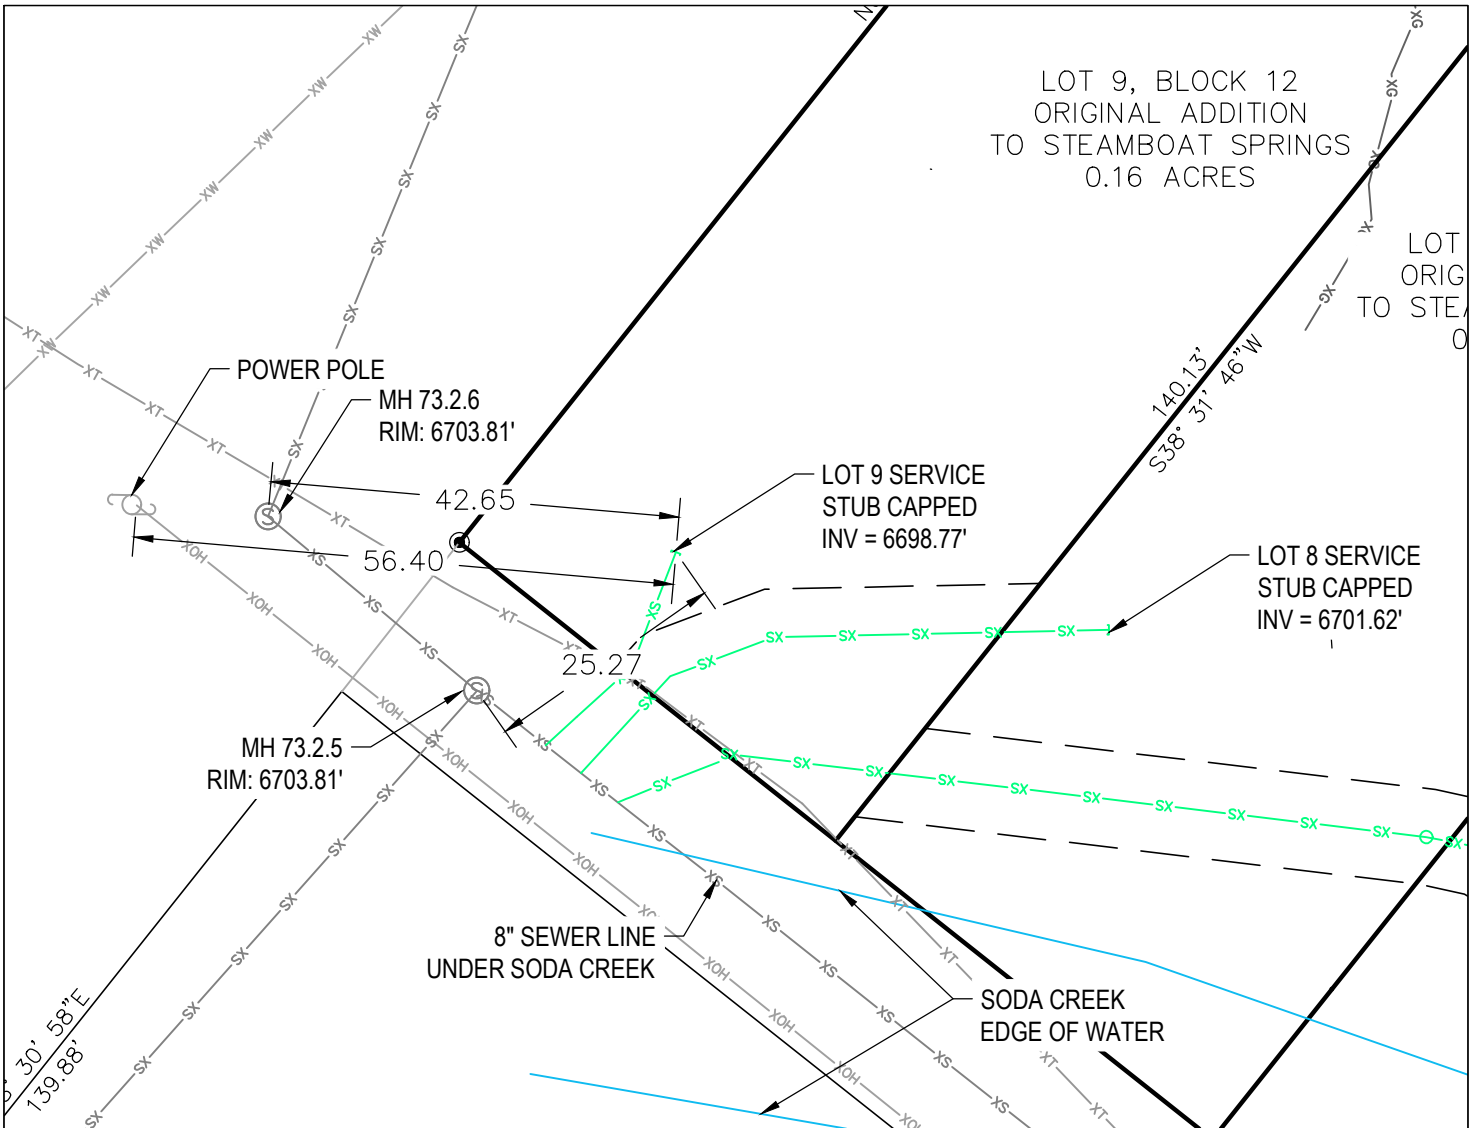 LOT 9, BLOCK 12
ORIGINAL ADDITION
TO STEAMBOAT SPRINGS
0.16 ACRES
LOT
ORIG
TO STEA
0
140.13'
S38° 31' 46"W
POWER POLE
MH 73.2.6
RIM: 6703.81'
42.65
56.40
25.27
LOT 9 SERVICE
STUB CAPPED
INV = 6698.77'
LOT 8 SERVICE
STUB CAPPED
INV = 6701.62'
MH 73.2.5
RIM: 6703.81'
8" SEWER LINE
UNDER SODA CREEK
SODA CREEK
EDGE OF WATER
30' 58"E
139.88'